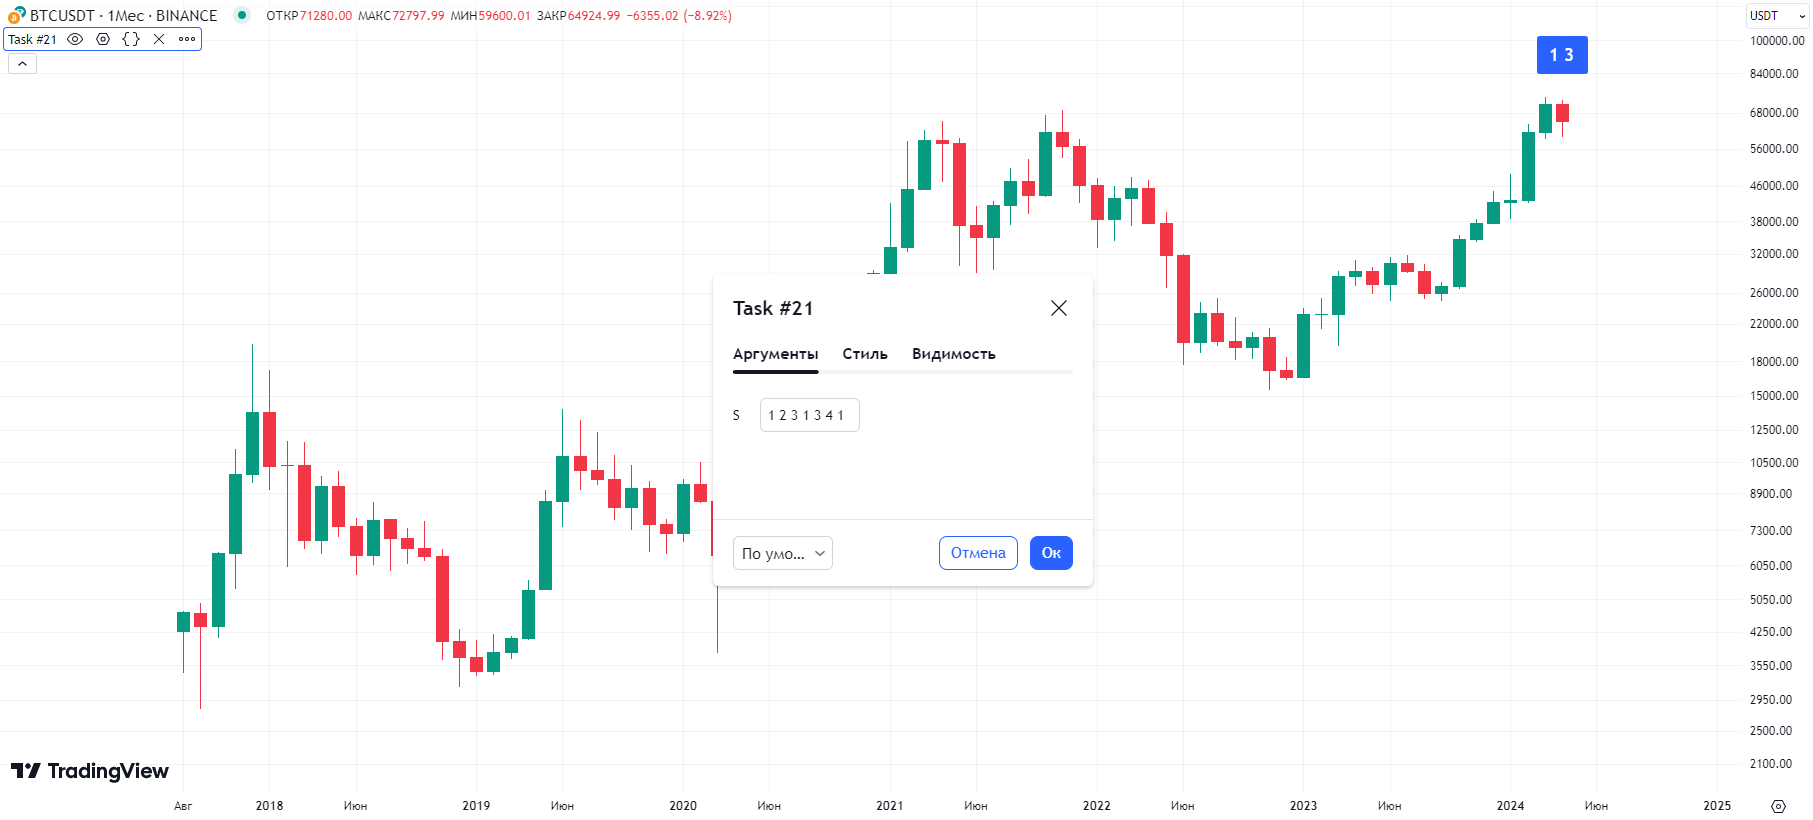 BTCUSDT · 1Мес · BINANCE ОТКР71280.00 МАКС72797.99 МИН59600.01 ЗАКР64924.99 −6355.02 (−8.92%)
USDT
Task #21
1 3
100000.00
84000.00
68000.00
56000.00
46000.00
38000.00
32000.00
26000.00
22000.00
18000.00
15000.00
12500.00
10500.00
8900.00
7300.00
6050.00
5050.00
4250.00
3550.00
2950.00
2500.00
2100.00
Task #21
Аргументы Стиль Видимость
S 1 2 3 1 3 4 1
По умо... Отмена Ок
TradingView
Авг 2018 Июн 2019 Июн 2020 Июн 2021 Июн 2022 Июн 2023 Июн 2024 Июн 2025